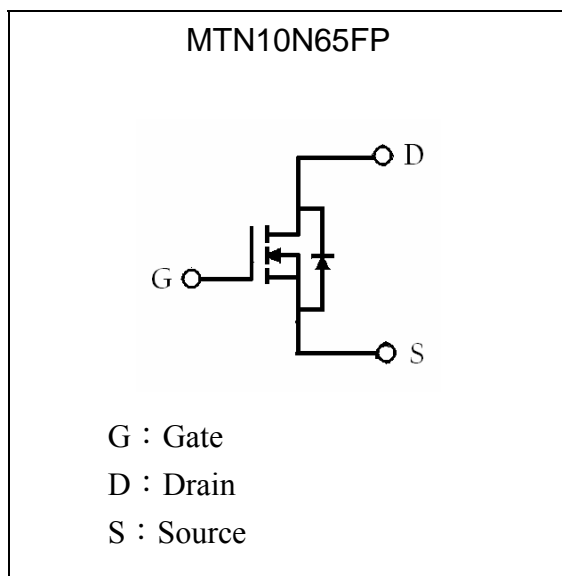 MTN10N65FP
D
G
S
G：Gate
D：Drain
S：Source